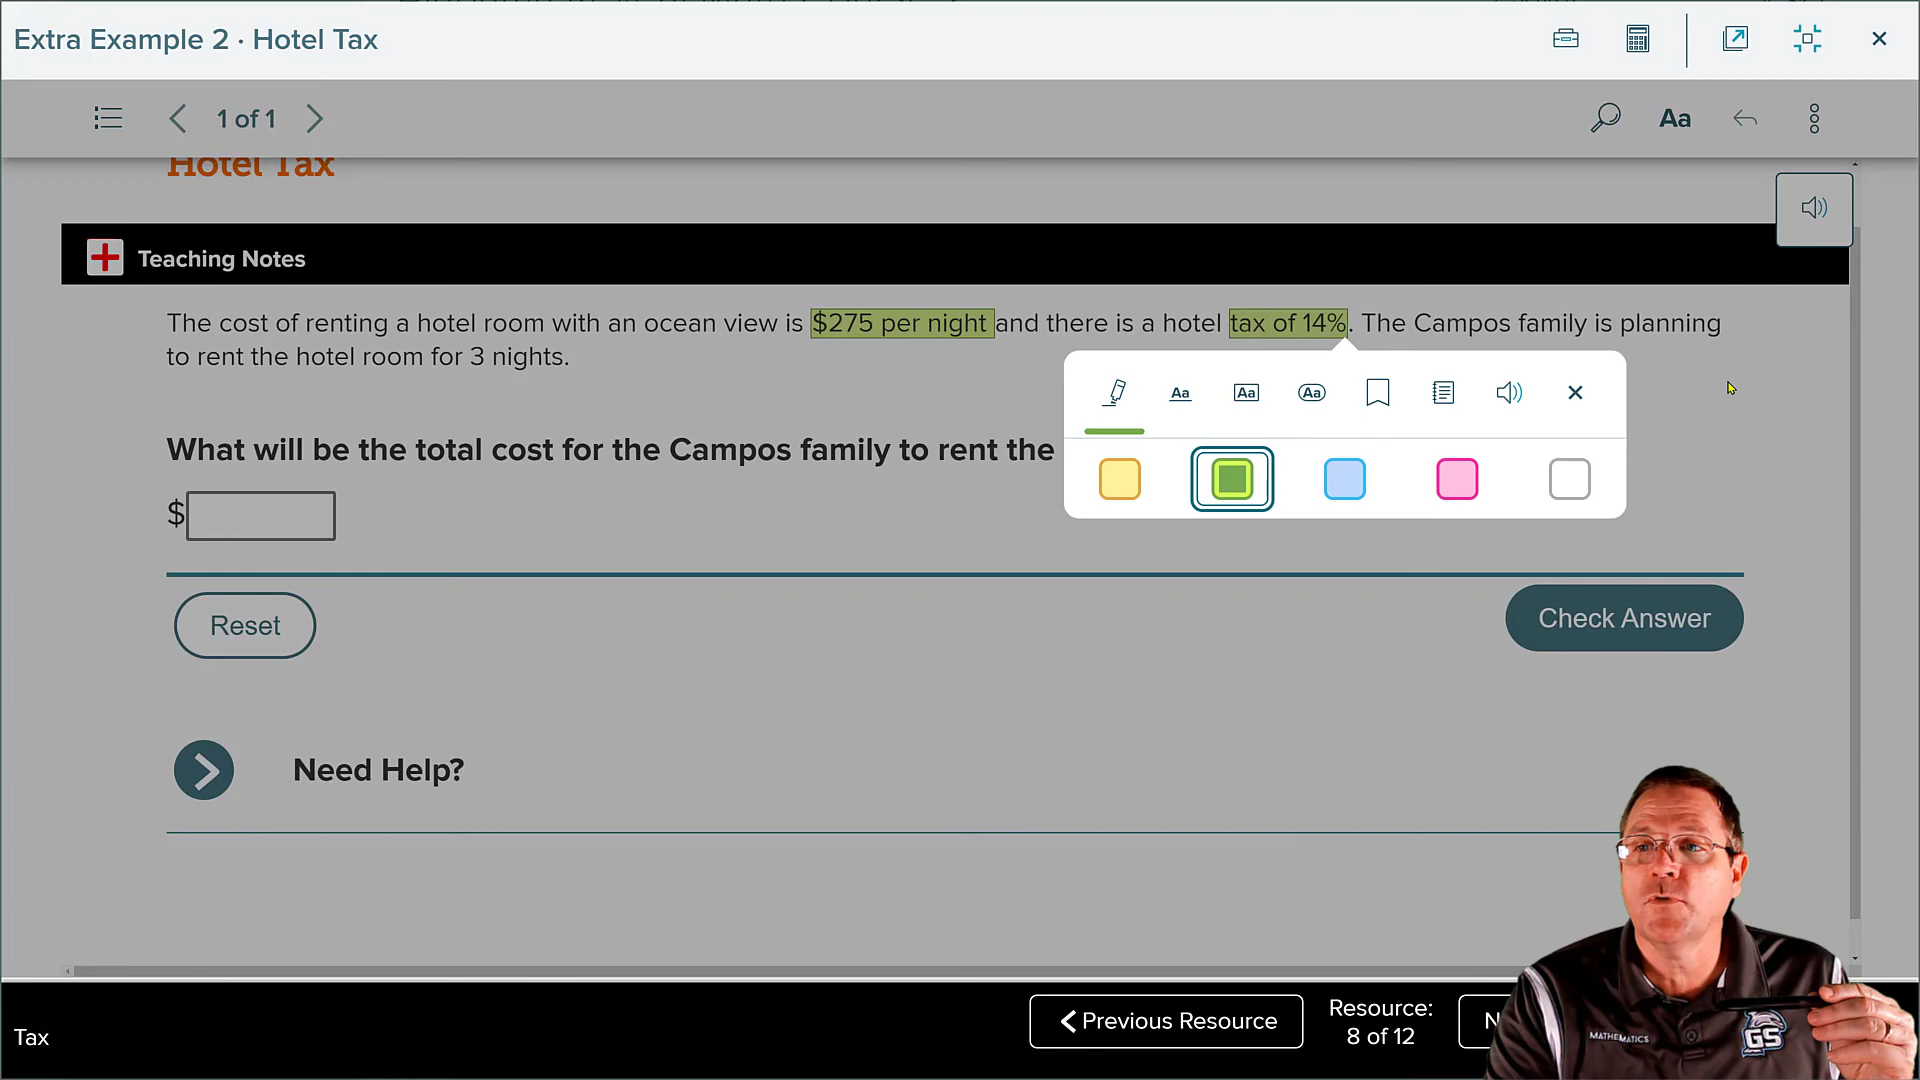 Extra Example 2 · Hotel Tax
1 of 1
Aa
Hotel Tax
Teaching Notes
The cost of renting a hotel room with an ocean view is $275 per night and there is a hotel tax of 14%. The Campos family is planning
to rent the hotel room for 3 nights.
Aa Aa Aa
What will be the total cost for the Campos family to rent the
$
Reset
Check Answer
Need Help?
Tax
Previous Resource
Resource:
8 of 12
N
MATHEMATICS
GS